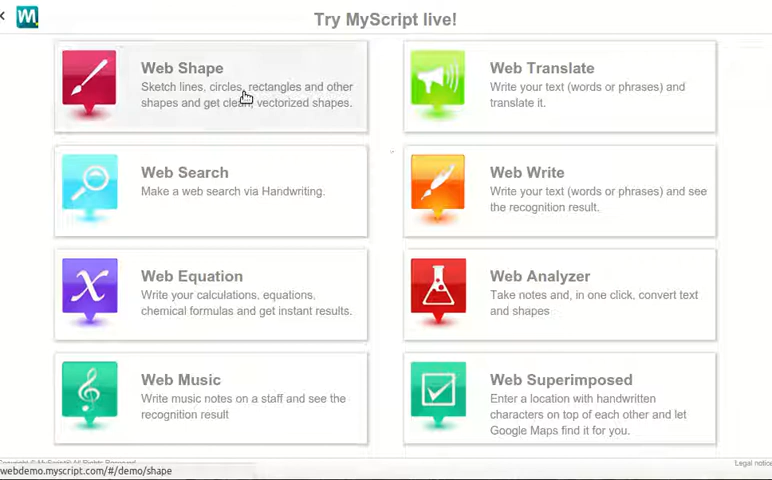 M
Try MyScript live!
Web Shape
Sketch lines, circles, rectangles and other
shapes and get clean, vectorized shapes.
Web Translate
Write your text (words or phrases) and
translate it.
Web Search
Make a web search via Handwriting.
Web Write
Write your text (words or phrases) and see
the recognition result.
Web Equation
Write your calculations, equations,
chemical formulas and get instant results.
Web Analyzer
Take notes and, in one click, convert text
and shapes
Web Music
Write music notes on a staff and see the
recognition result
Web Superimposed
Enter a location with handwritten
characters on top of each other and let
Google Maps find it for you.
Legal notice
webdemo.myscript.com/#/demo/shape